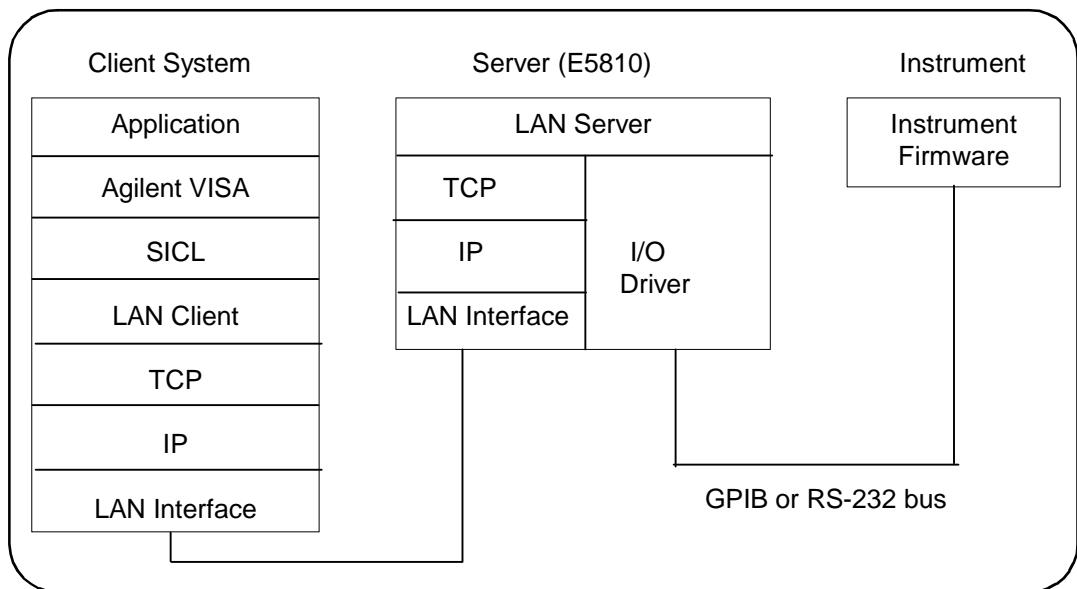 Client System
Application
Agilent VISA
SICL
LAN Client
TCP
IP
LAN Interface
Server (E5810)
LAN Server
TCP
IP
LAN Interface
I/O
Driver
Instrument
Instrument
Firmware
GPIB or RS-232 bus